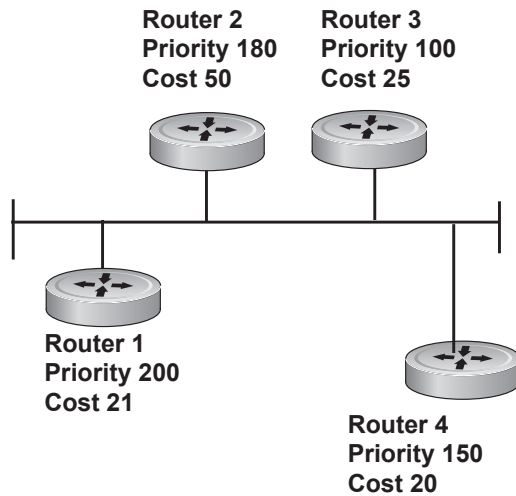 Router 2
Priority 180
Cost 50
Router 3
Priority 100
Cost 25
Router 1
Priority 200
Cost 21
Router 4
Priority 150
Cost 20